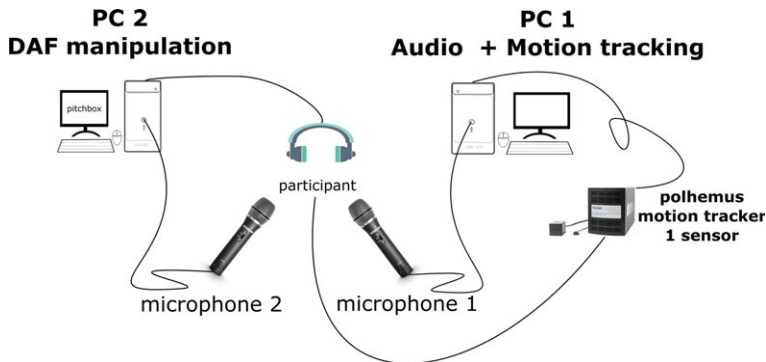 PC 2
DAF manipulation
PC 1
Audio + Motion tracking
pitchbox
participant
polhemus
motion tracker
1 sensor
microphone 2
microphone 1